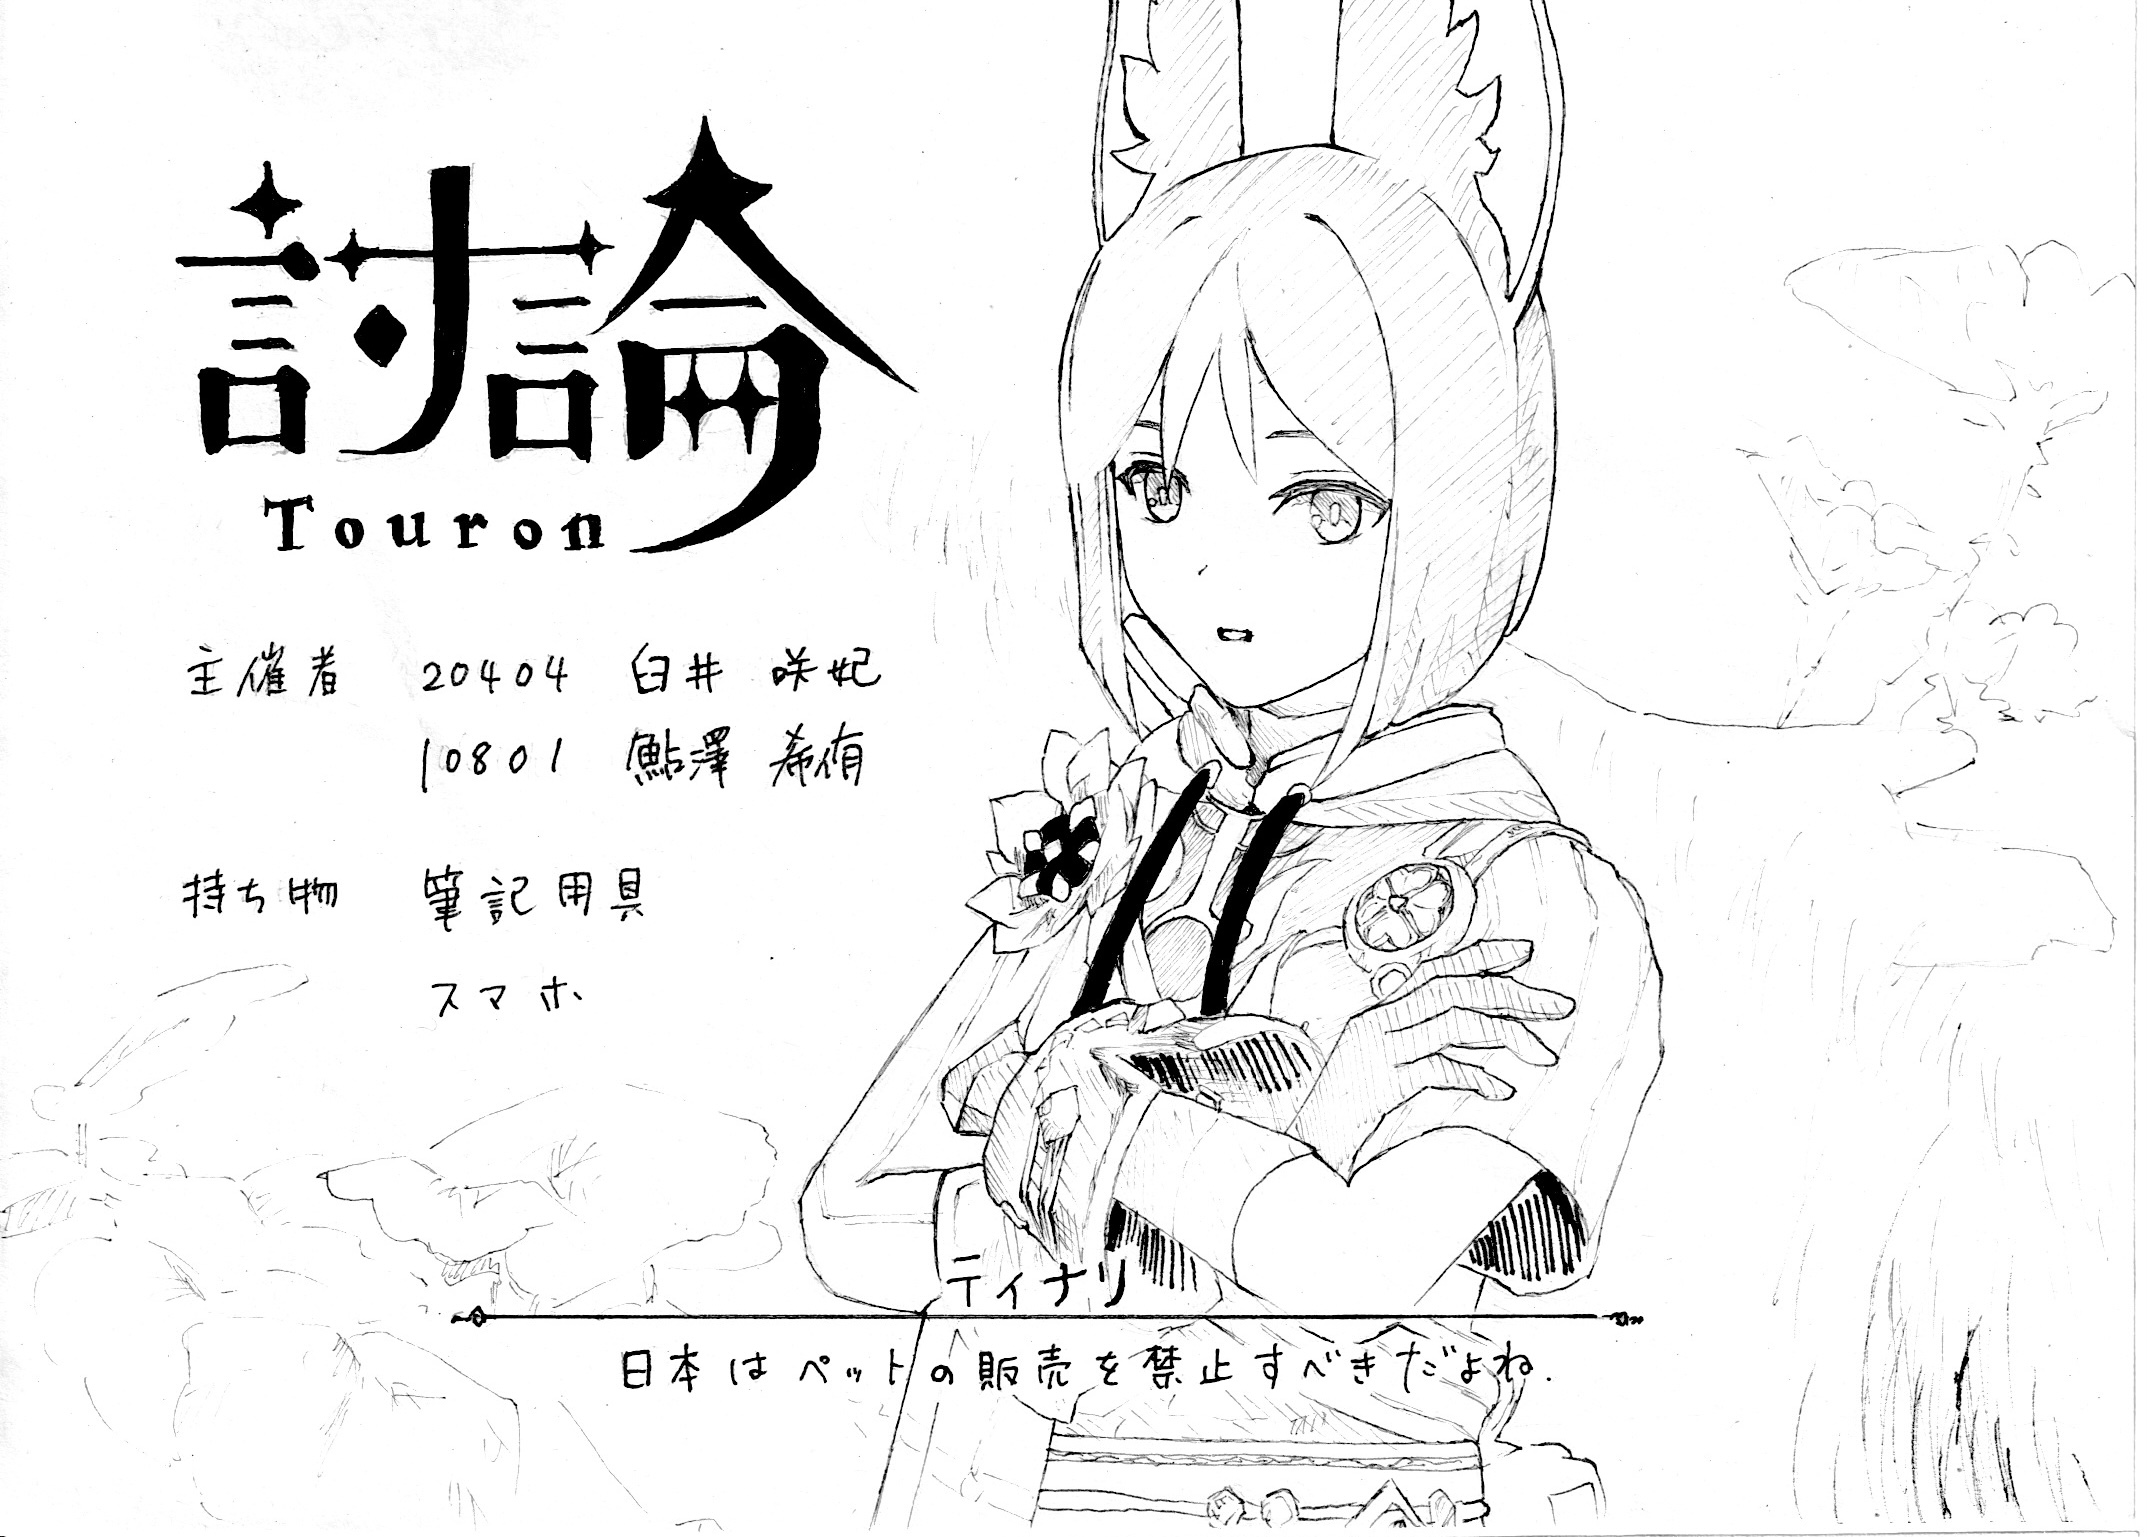 討論
Touron
主催者 20404 臼井 咲妃
10801 鮎澤 希侑
持ち物 筆記用具
スマホ
ティナリ
日本はペットの販売を禁止すべきだよね.